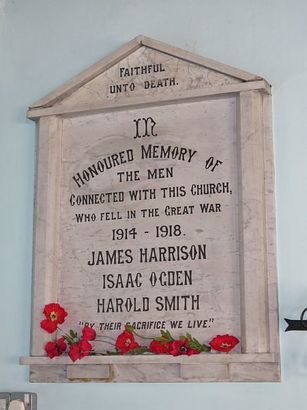 FAITHFUL
UNTO DEATH.
IN
HONOURED MEMORY OF
THE MEN
CONNECTED WITH THIS CHURCH,
WHO FELL IN THE GREAT WAR
1914 - 1918.
JAMES HARRISON
ISAAC OGDEN
HAROLD SMITH
"BY THEIR SACRIFICE WE LIVE."